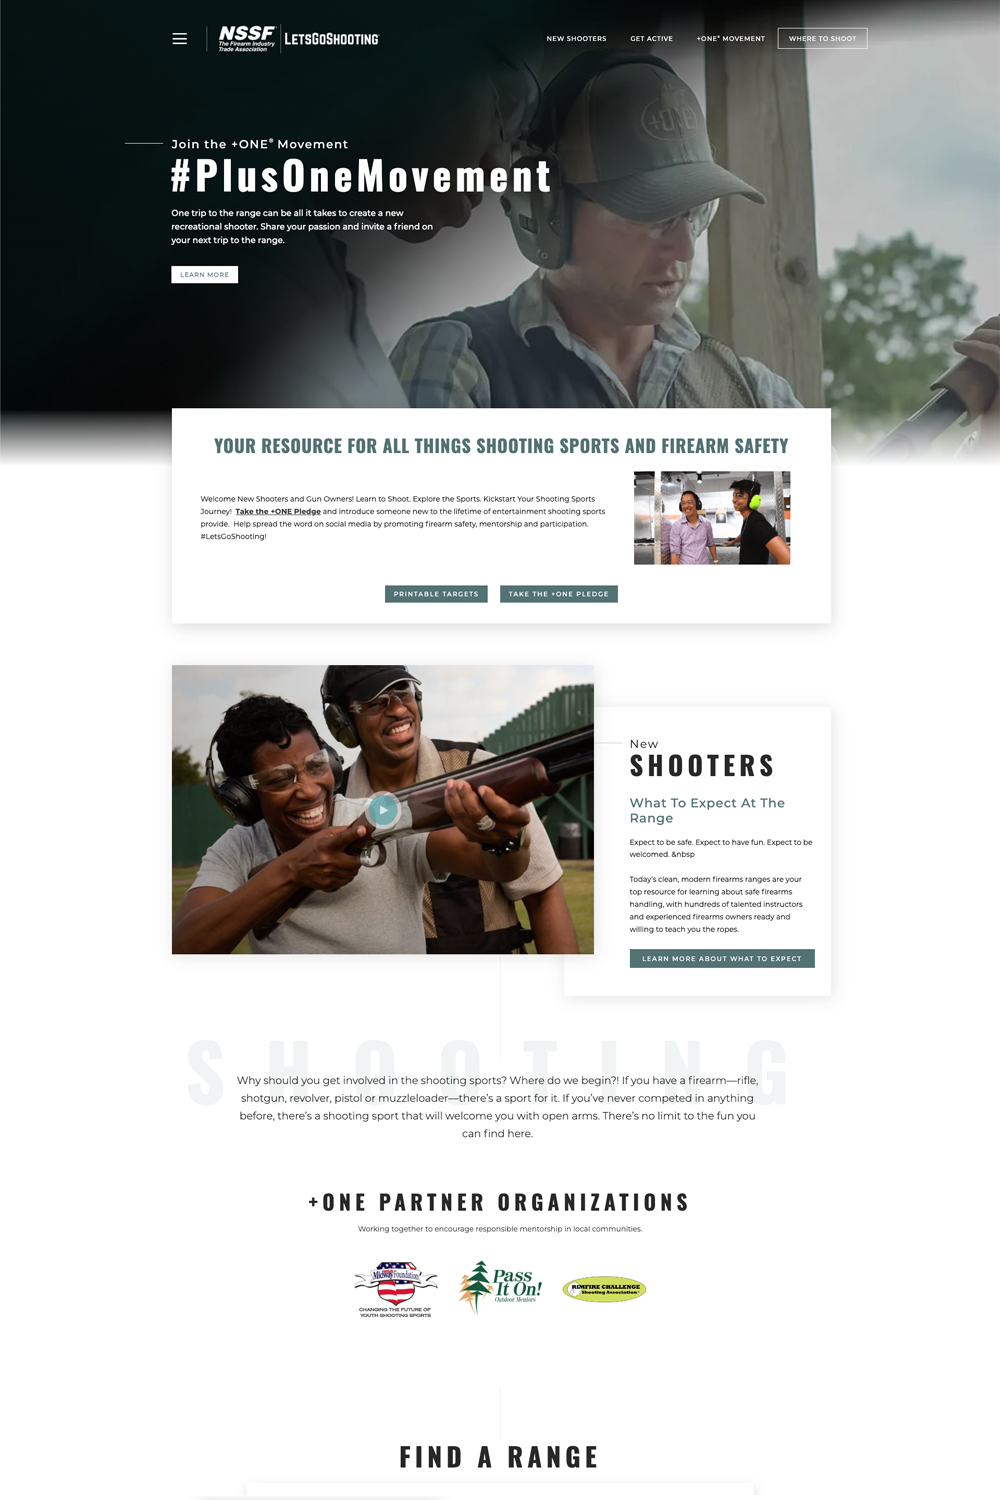 NSSF
The Firearm Industry
Trade Association
LETSGOSHOOTING
NEW SHOOTERS
GET ACTIVE
+ONE® MOVEMENT
WHERE TO SHOOT
+ONE
Join the +ONE® Movement
#PlusOneMovement
One trip to the range can be all it takes to create a new
recreational shooter. Share your passion and invite a friend on
your next trip to the range.
LEARN MORE
YOUR RESOURCE FOR ALL THINGS SHOOTING SPORTS AND FIREARM SAFETY
Welcome New Shooters and Gun Owners! Learn to Shoot. Explore the Sports. Kickstart Your Shooting Sports
Journey! Take the +ONE Pledge and introduce someone new to the lifetime of entertainment shooting sports
provide. Help spread the word on social media by promoting firearm safety, mentorship and participation.
#LetsGoShooting!
PRINTABLE TARGETS
TAKE THE +ONE PLEDGE
New
SHOOTERS
What To Expect At The
Range
Expect to be safe. Expect to have fun. Expect to be
welcomed. &nbsp
Today's clean, modern firearms ranges are your
top resource for learning about safe firearms
handling, with hundreds of talented instructors
and experienced firearms owners ready and
willing to teach you the ropes.
LEARN MORE ABOUT WHAT TO EXPECT
SHOOTING
Why should you get involved in the shooting sports? Where do we begin?! If you have a firearm—rifle,
shotgun, revolver, pistol or muzzleloader—there's a sport for it. If you've never competed in anything
before, there's a shooting sport that will welcome you with open arms. There's no limit to the fun you
can find here.
+ONE PARTNER ORGANIZATIONS
Working together to encourage responsible mentorship in local communities.
MidwayUSA Foundation
CHANGING THE FUTURE OF
YOUTH SHOOTING SPORTS
Pass
It On!
Outdoor Mentors
RIMFIRE CHALLENGE
Shooting Association
FIND A RANGE